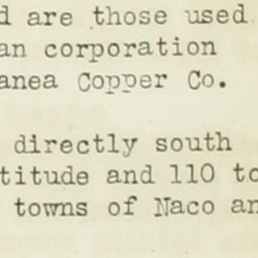 d are those used
an corporation
anea Copper Co.
directly south
titude and 110 to
towns of Naco an